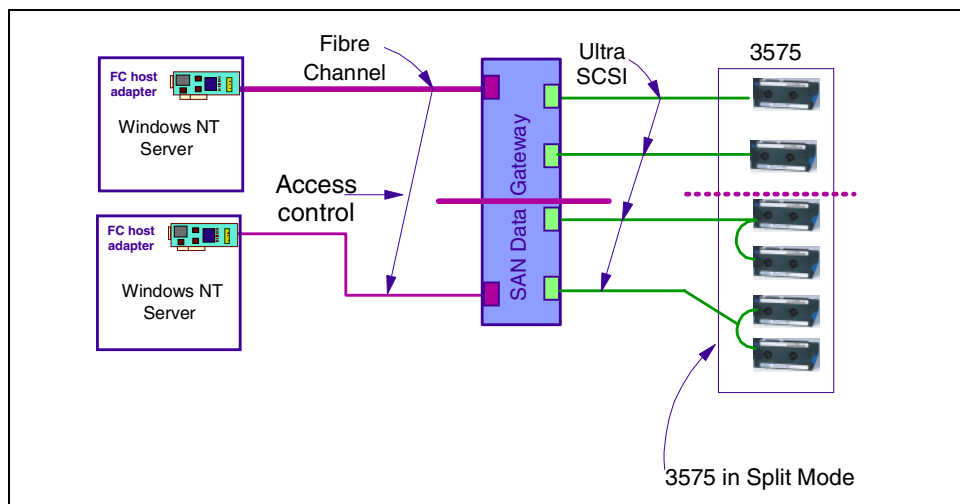 Fibre
Channel
Ultra
SCSI
3575
FC host
adapter
Windows NT
Server
Access
control
SAN Data Gateway
FC host
adapter
Windows NT
Server
3575 in Split Mode